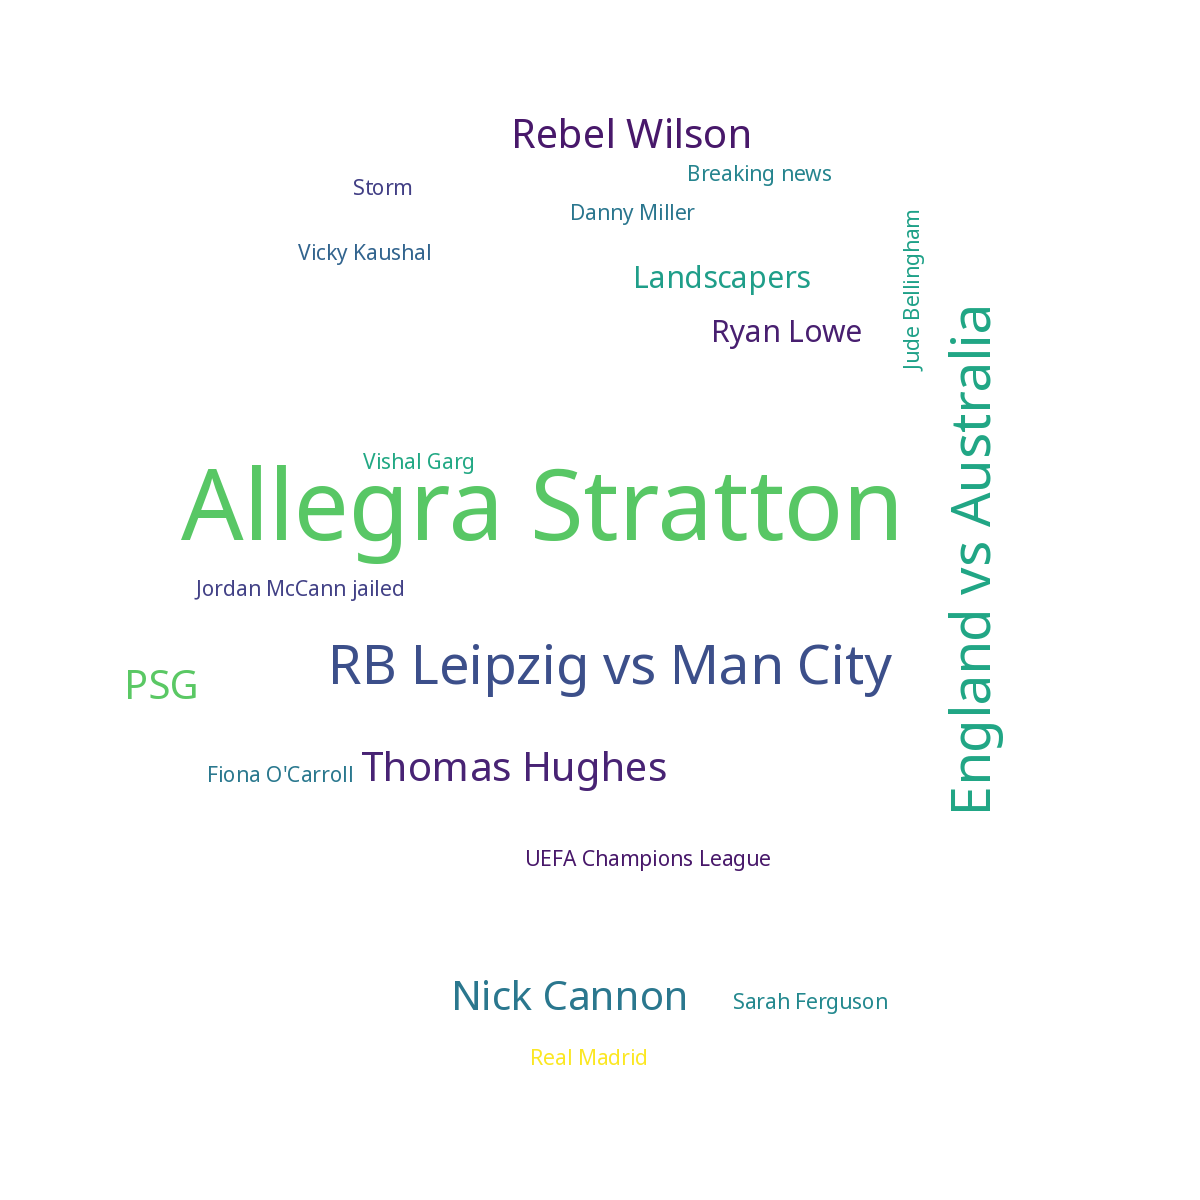 Rebel Wilson
Breaking news
Storm
Danny Miller
Vicky Kaushal
Landscapers
Jude Bellingham
Ryan Lowe
England vs Australia
Vishal Garg
Allegra Stratton
Jordan McCann jailed
RB Leipzig vs Man City
PSG
Thomas Hughes
Fiona O'Carroll
UEFA Champions League
Nick Cannon
Sarah Ferguson
Real Madrid